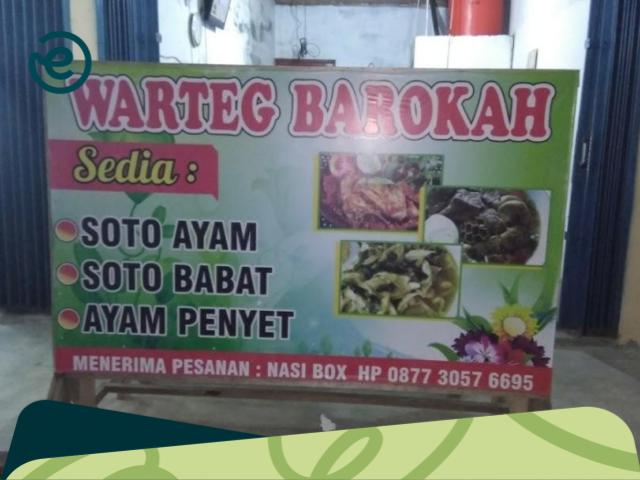 WARTEG BAROKAH
Sedia :
SOTO AYAM
SOTO BABAT
AYAM PENYET
MENERIMA PESANAN : NASI BOX HP 0877 3057 6695